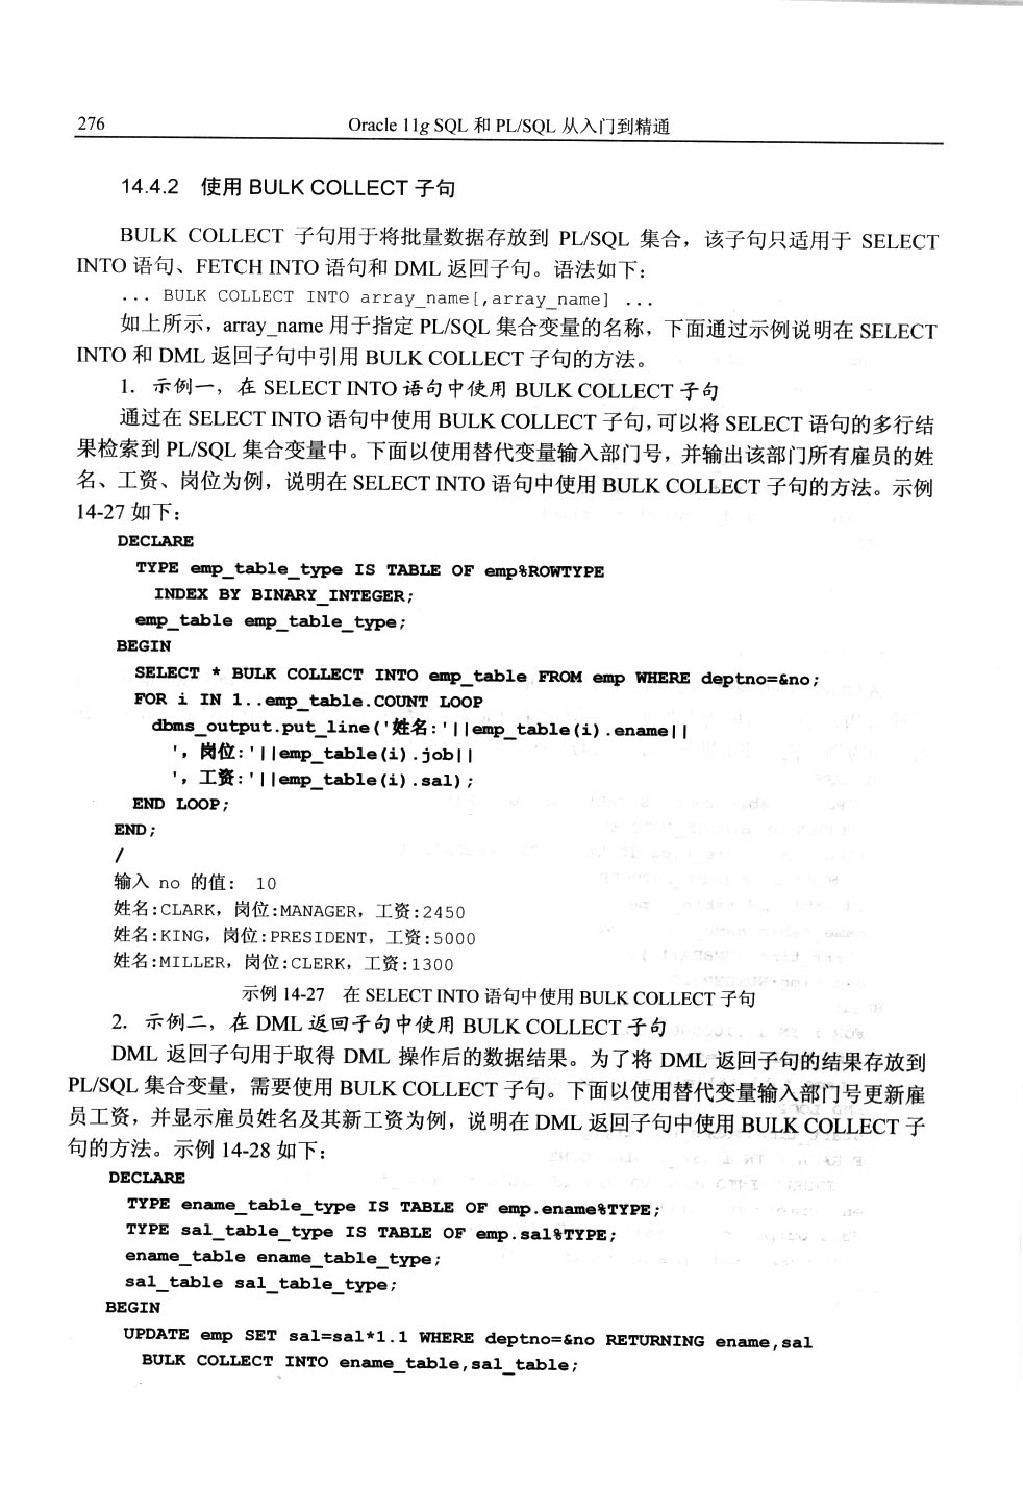 276
Oracle 11g SQL 和 PL/SQL 从入门到精通
14.4.2 使用 BULK COLLECT 子句
BULK COLLECT 子句用于将批量数据存放到 PL/SQL 集合，该子句只适用于 SELECT
INTO 语句、FETCH INTO 语句和 DML 返回子句。语法如下：
... BULK COLLECT INTO array_name[,array_name] ...
如上所示，array_name 用于指定 PL/SQL 集合变量的名称，下面通过示例说明在 SELECT
INTO 和 DML 返回子句中引用 BULK COLLECT 子句的方法。
1. 示例一，在 SELECT INTO 语句中使用 BULK COLLECT 子句
通过在 SELECT INTO 语句中使用 BULK COLLECT 子句，可以将 SELECT 语句的多行结
果检索到 PL/SQL 集合变量中。下面以使用替代变量输入部门号，并输出该部门所有雇员的姓
名、工资、岗位为例，说明在 SELECT INTO 语句中使用 BULK COLLECT 子句的方法。示例
14-27 如下：
DECLARE
TYPE emp_table_type IS TABLE OF emp%ROWTYPE
INDEX BY BINARY_INTEGER;
emp_table emp_table_type;
BEGIN
SELECT * BULK COLLECT INTO emp_table FROM emp WHERE deptno=&no;
FOR i IN 1..emp_table.COUNT LOOP
dbms_output.put_line('姓名:'||emp_table(i).ename||
', 岗位:'||emp_table(i).job||
', 工资:'||emp_table(i).sal);
END LOOP;
END;
/
输入 no 的值： 10
姓名:CLARK, 岗位:MANAGER, 工资:2450
姓名:KING, 岗位:PRESIDENT, 工资:5000
姓名:MILLER, 岗位:CLERK, 工资:1300
示例 14-27 在 SELECT INTO 语句中使用 BULK COLLECT 子句
2. 示例二，在 DML 返回子句中使用 BULK COLLECT 子句
DML 返回子句用于取得 DML 操作后的数据结果。为了将 DML 返回子句的结果存放到
PL/SQL 集合变量，需要使用 BULK COLLECT 子句。下面以使用替代变量输入部门号更新雇
员工资，并显示雇员姓名及其新工资为例，说明在 DML 返回子句中使用 BULK COLLECT 子
句的方法。示例 14-28 如下：
DECLARE
TYPE ename_table_type IS TABLE OF emp.ename%TYPE;
TYPE sal_table_type IS TABLE OF emp.sal%TYPE;
ename_table ename_table_type;
sal_table sal_table_type;
BEGIN
UPDATE emp SET sal=sal*1.1 WHERE deptno=&no RETURNING ename,sal
BULK COLLECT INTO ename_table,sal_table;